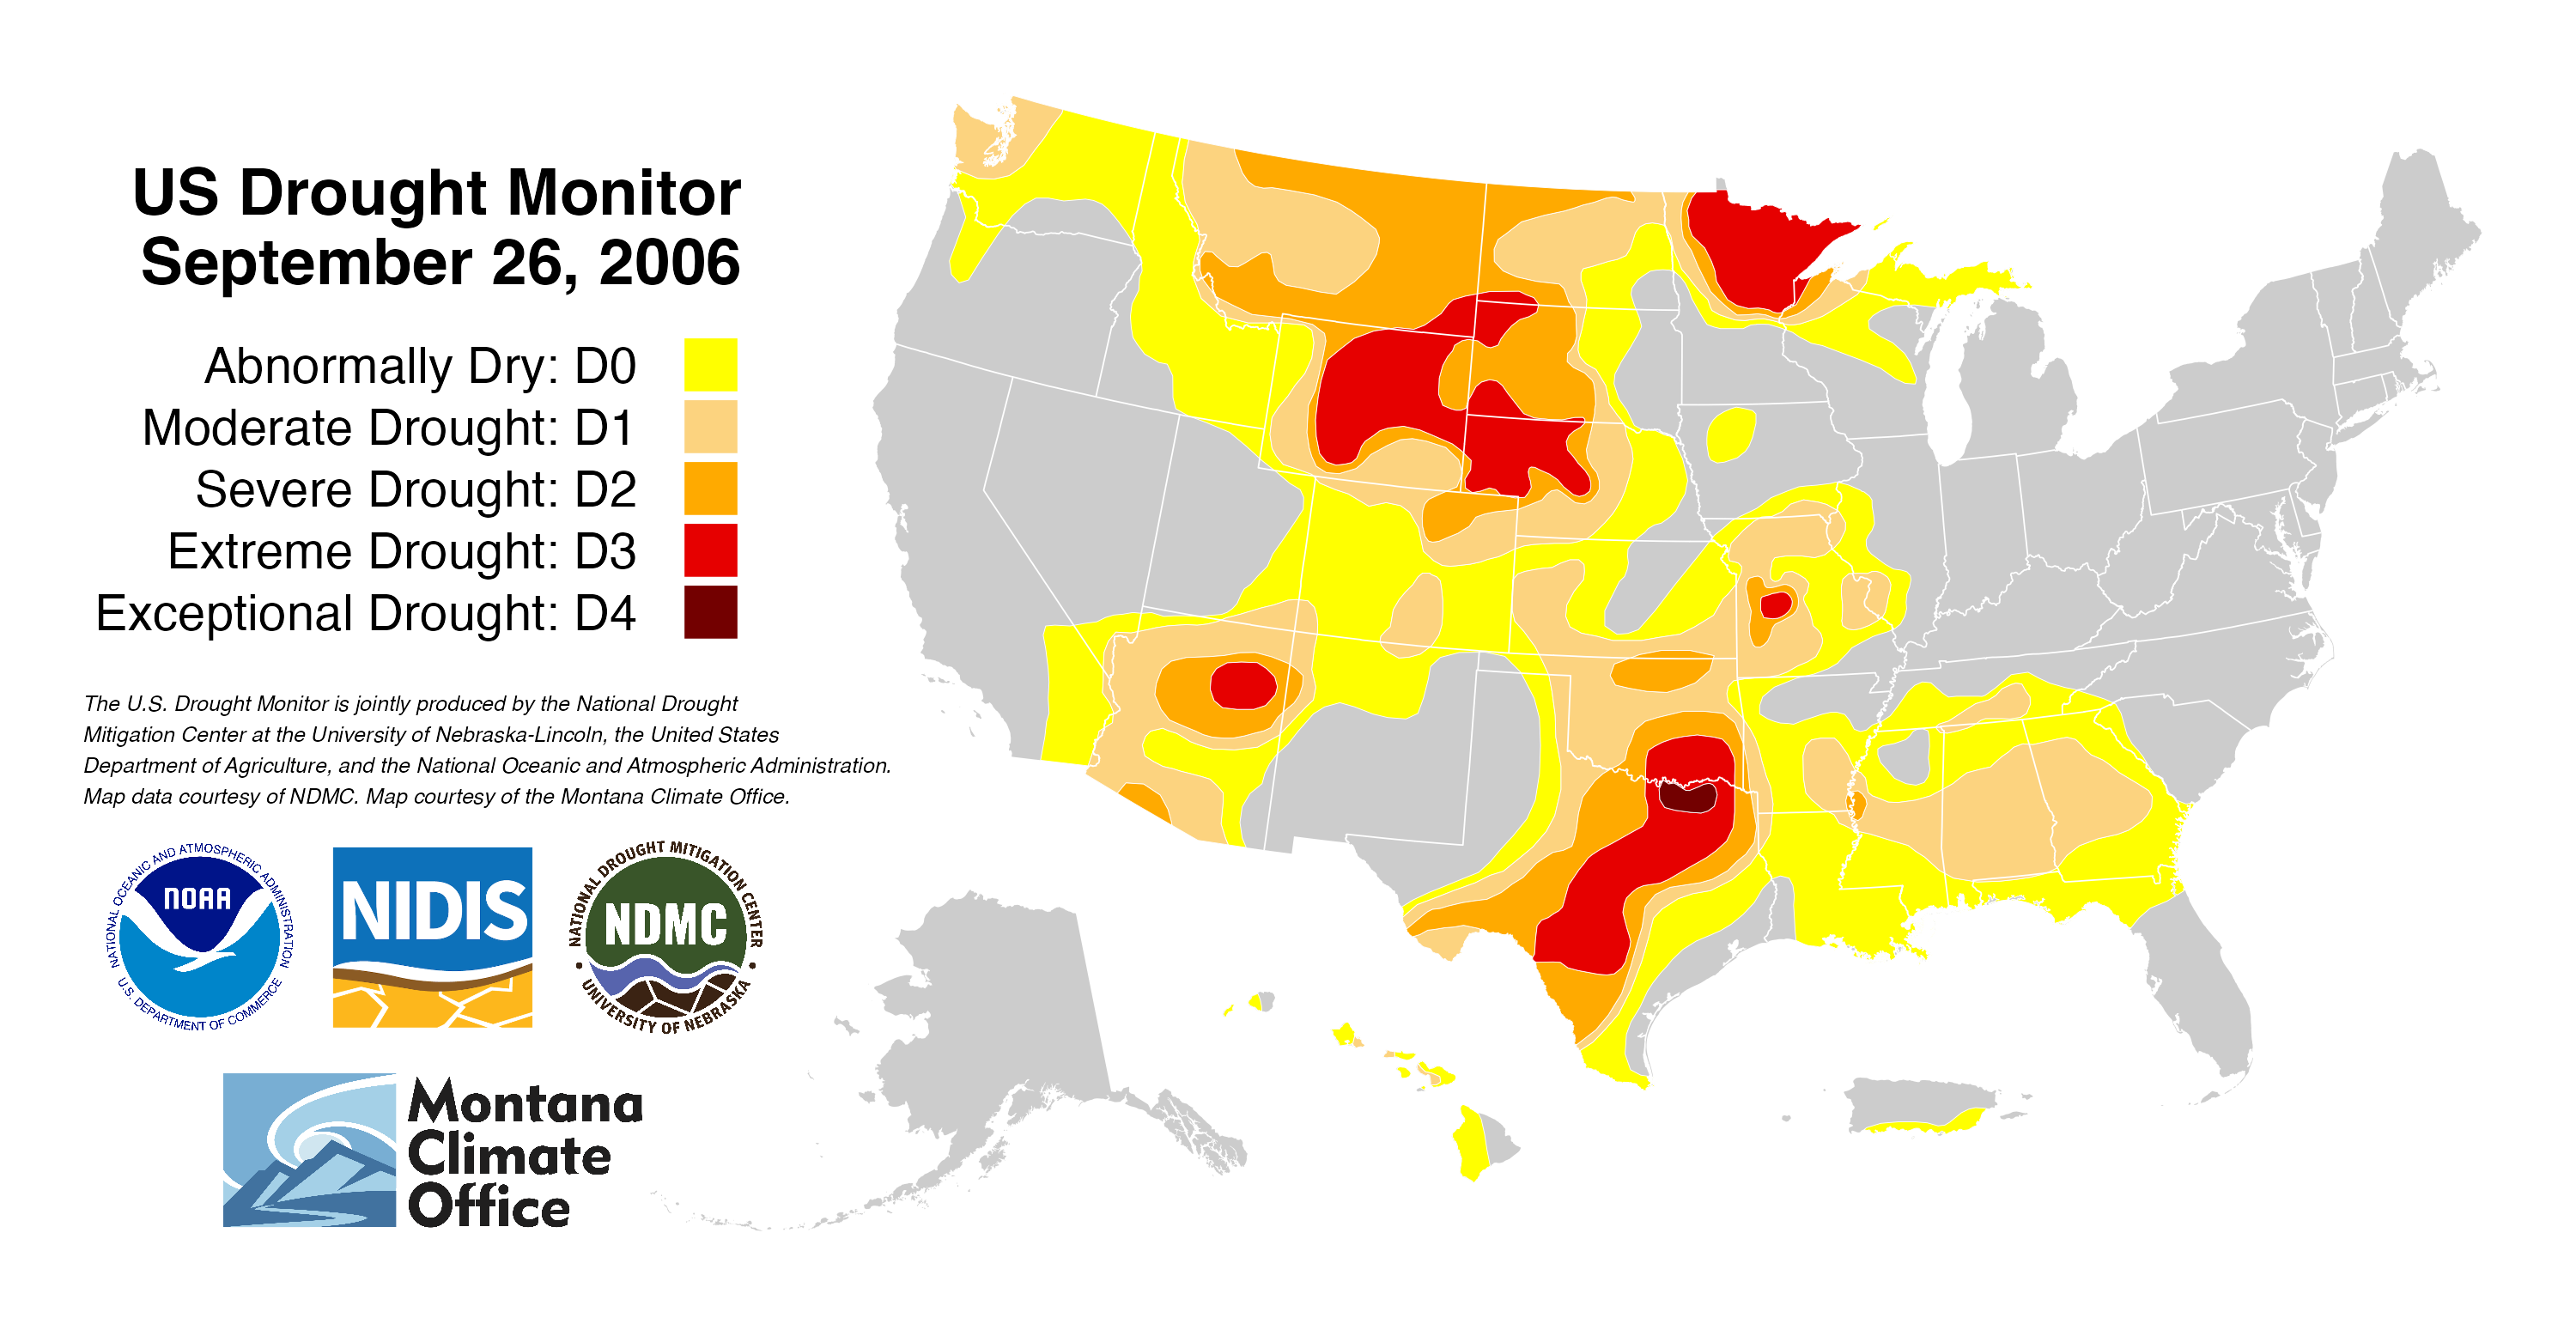 US Drought Monitor
September 26, 2006
Abnormally Dry: D0
Moderate Drought: D1
Severe Drought: D2
Extreme Drought: D3
Exceptional Drought: D4
The U.S. Drought Monitor is jointly produced by the National Drought
Mitigation Center at the University of Nebraska-Lincoln, the United States
Department of Agriculture, and the National Oceanic and Atmospheric Administration.
Map data courtesy of NDMC. Map courtesy of the Montana Climate Office.
NATIONAL OCEANIC AND ATMOSPHERIC ADMINISTRATION
NOAA
U.S. DEPARTMENT OF COMMERCE
NIDIS
NATIONAL DROUGHT MITIGATION CENTER
NDMC
UNIVERSITY OF NEBRASKA
Montana
Climate
Office